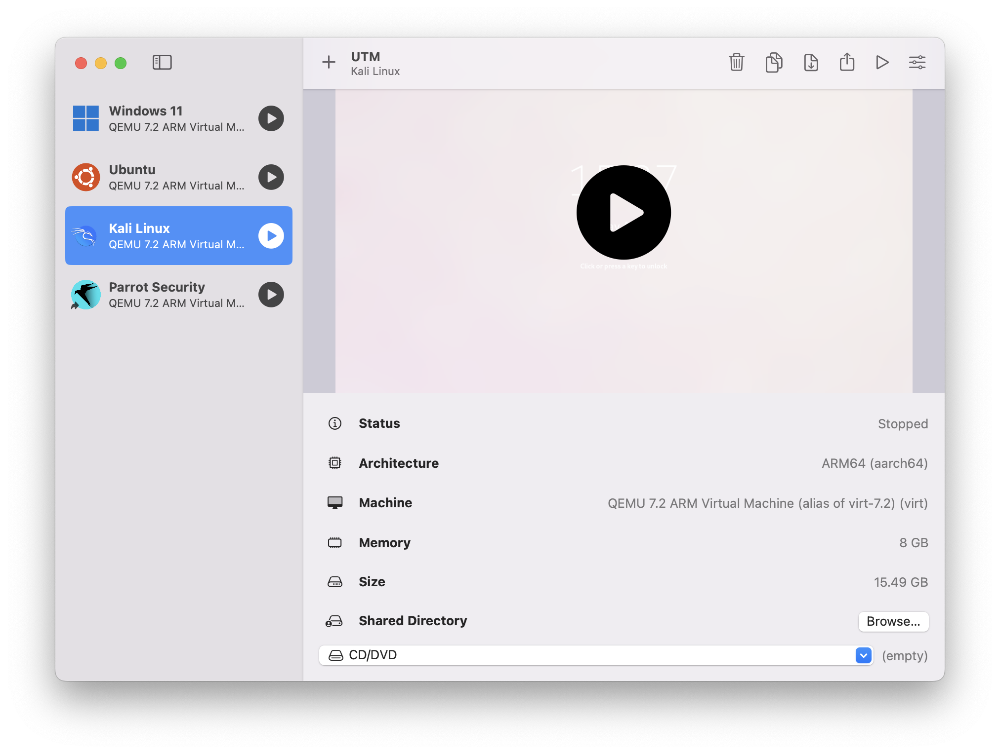 UTM
Kali Linux
Windows 11
QEMU 7.2 ARM Virtual M...
Ubuntu
QEMU 7.2 ARM Virtual M...
Kali Linux
QEMU 7.2 ARM Virtual M...
Parrot Security
QEMU 7.2 ARM Virtual M...
Click or press a key to unlock
Status
Stopped
Architecture
ARM64 (aarch64)
Machine
QEMU 7.2 ARM Virtual Machine (alias of virt-7.2) (virt)
Memory
8 GB
Size
15.49 GB
Shared Directory
Browse...
CD/DVD
(empty)